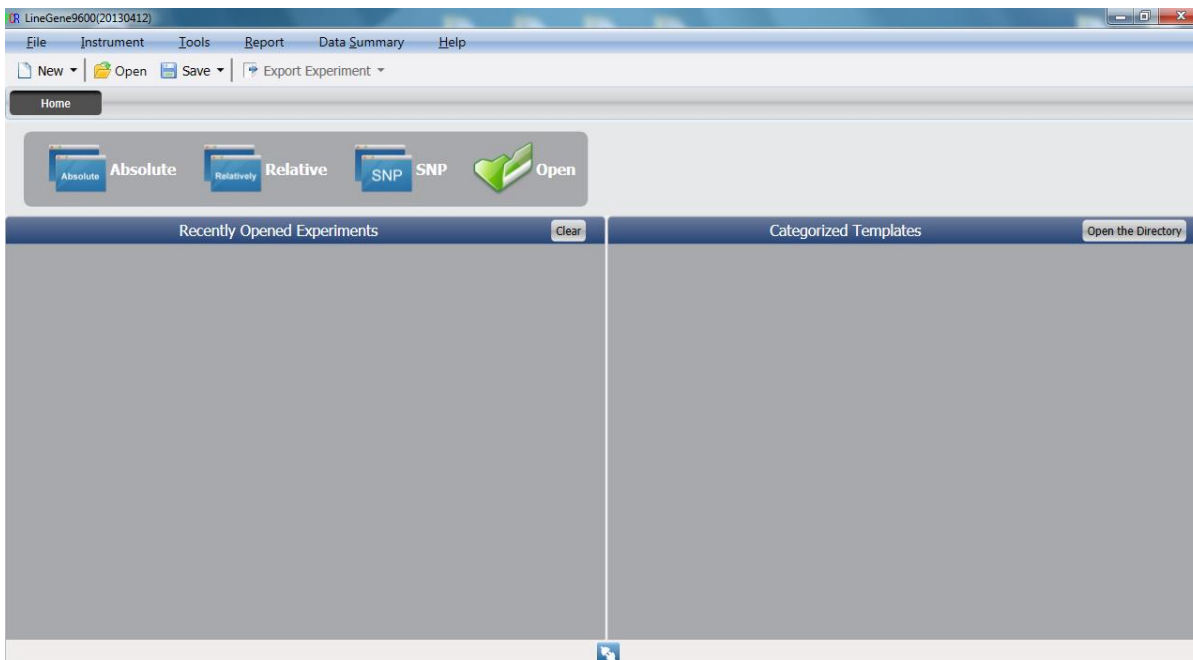 LineGene9600(20130412)
File Instrument Tools Report Data Summary Help
New Open Save Export Experiment
Home
Absolute Absolute Relatively Relative SNP SNP Open
Recently Opened Experiments Clear Categorized Templates Open the Directory